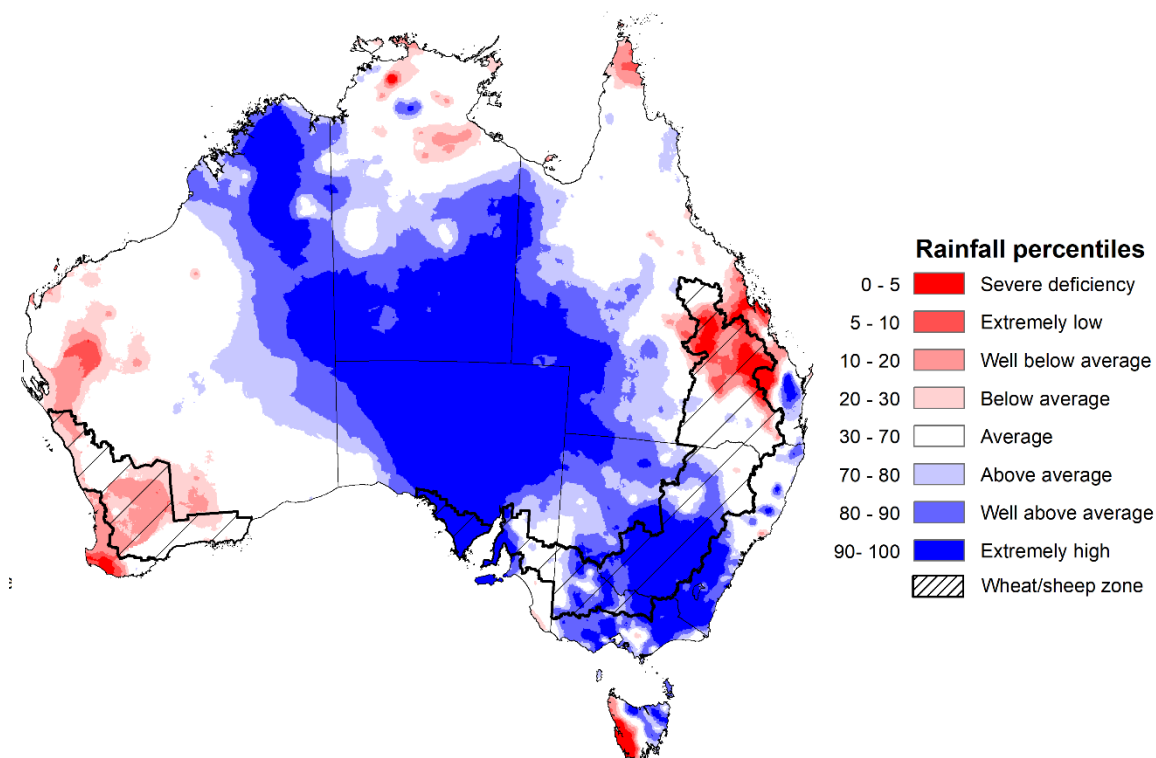 Rainfall percentiles
0 - 5 Severe deficiency
5 - 10 Extremely low
10 - 20 Well below average
20 - 30 Below average
30 - 70 Average
70 - 80 Above average
80 - 90 Well above average
90- 100 Extremely high
Wheat/sheep zone